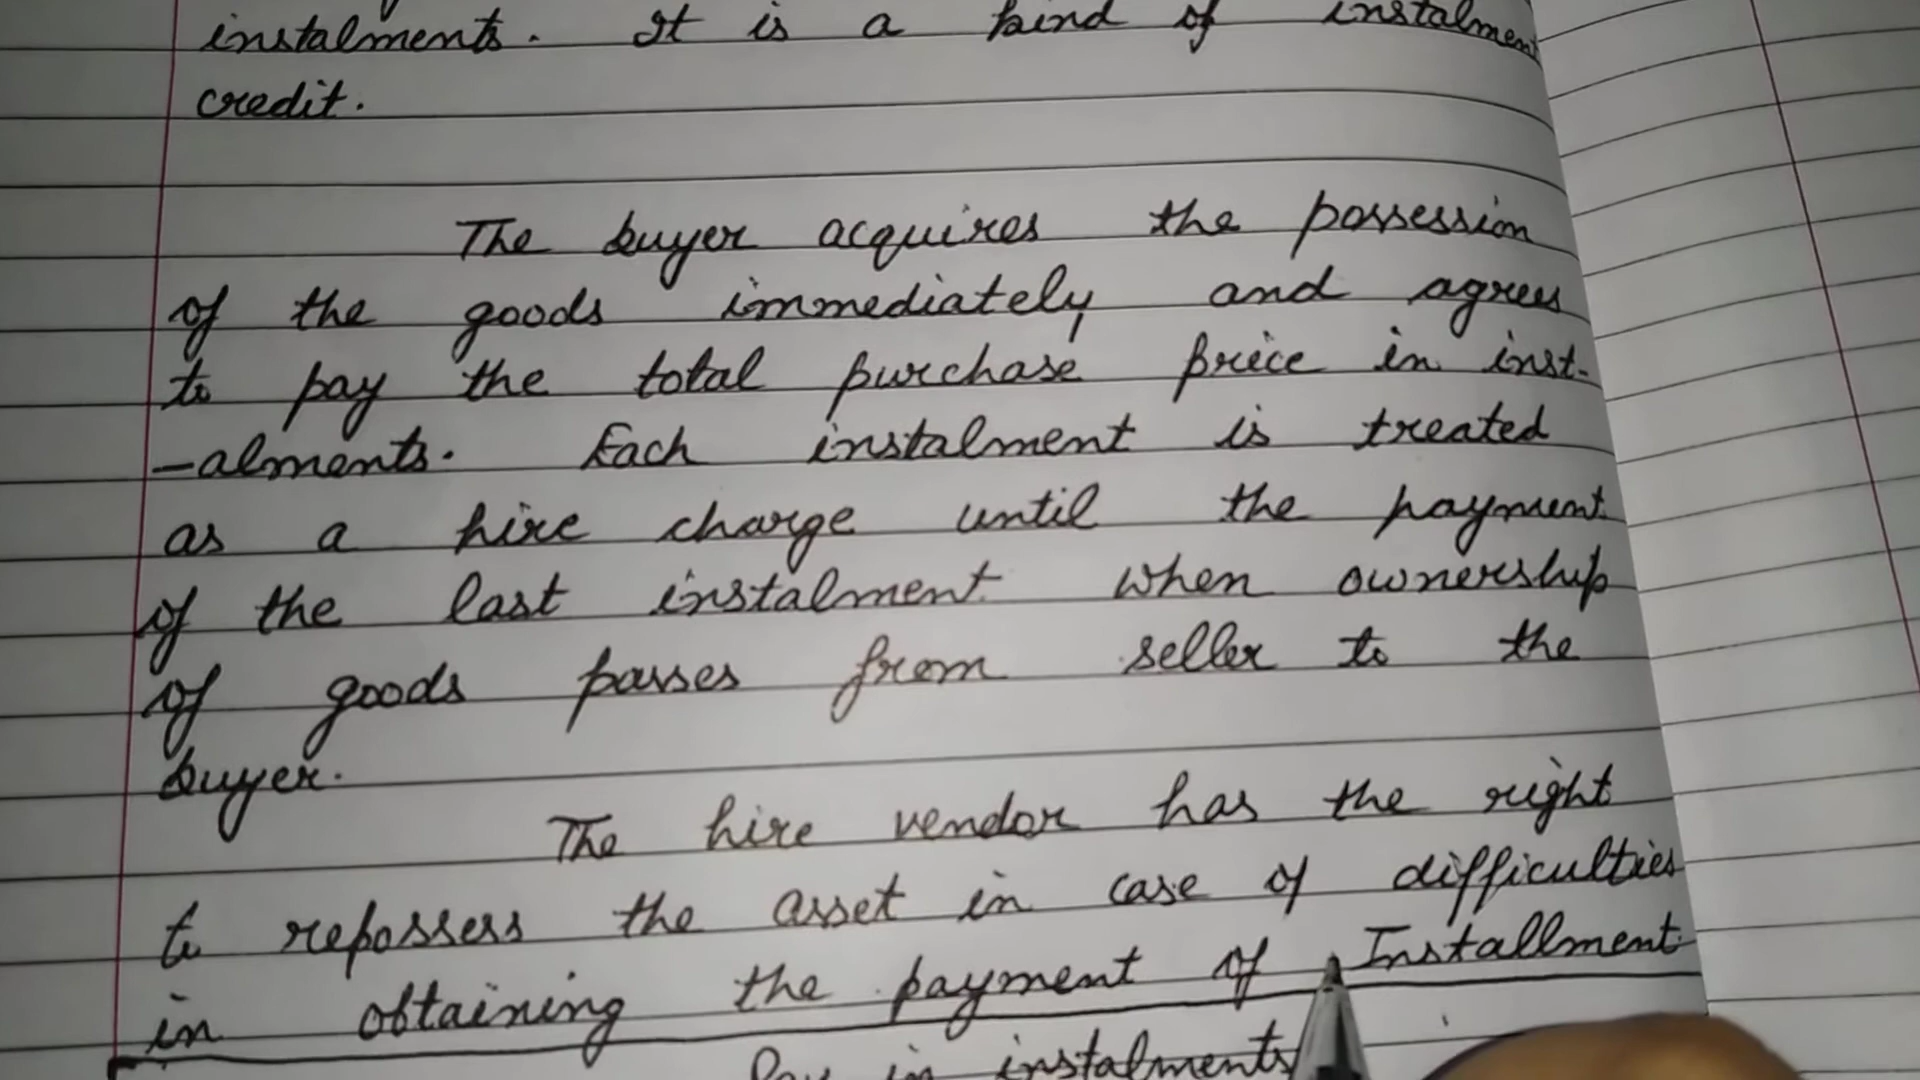 instalments. It is a kind of instalment
credit.
The buyer acquires the possession
of the goods immediately and agrees
to pay the total purchase price in inst-
-alments. Each instalment is treated
as a hire charge until the payment
of the last instalment when ownership
of goods passes from seller to the
buyer.
The hire vendor has the right
to repossess the asset in case of difficulties
in obtaining the payment of Installment
Pay in instalments